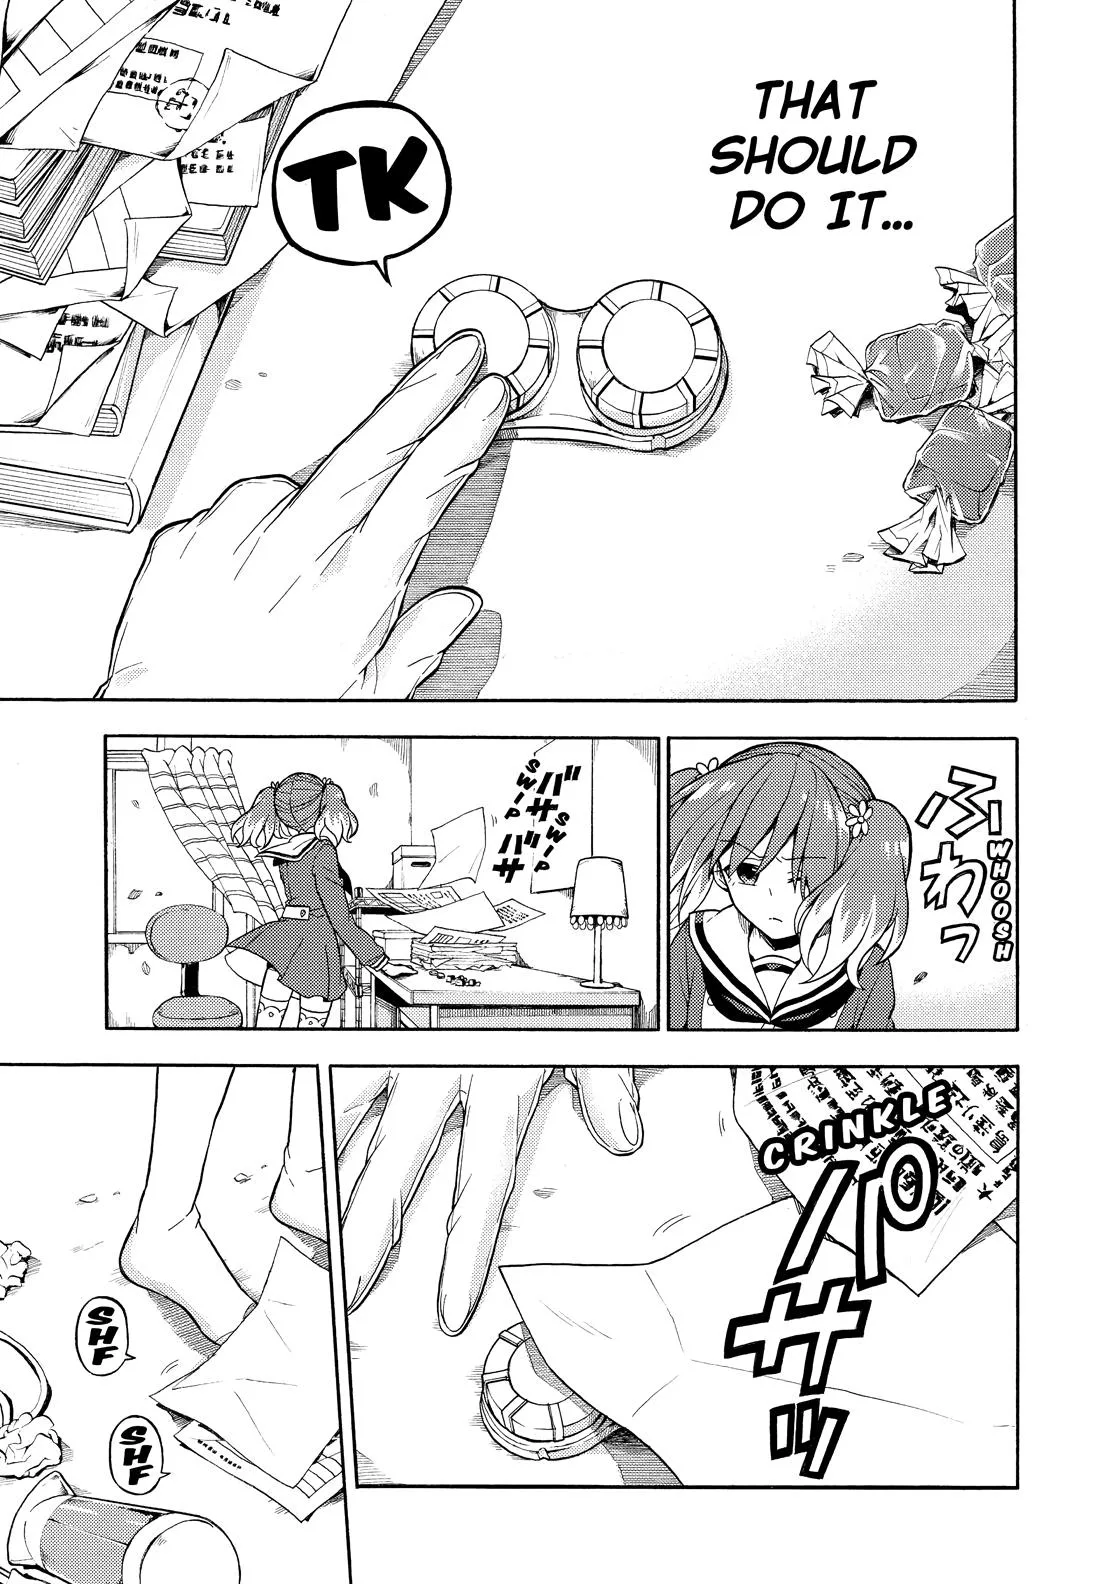 THAT
SHOULD
DO IT...
TK
ふわっ
WHOOSH
バサ
SWIP
バサ
SWIP
CRINKLE
パサッ
SHF
SHF